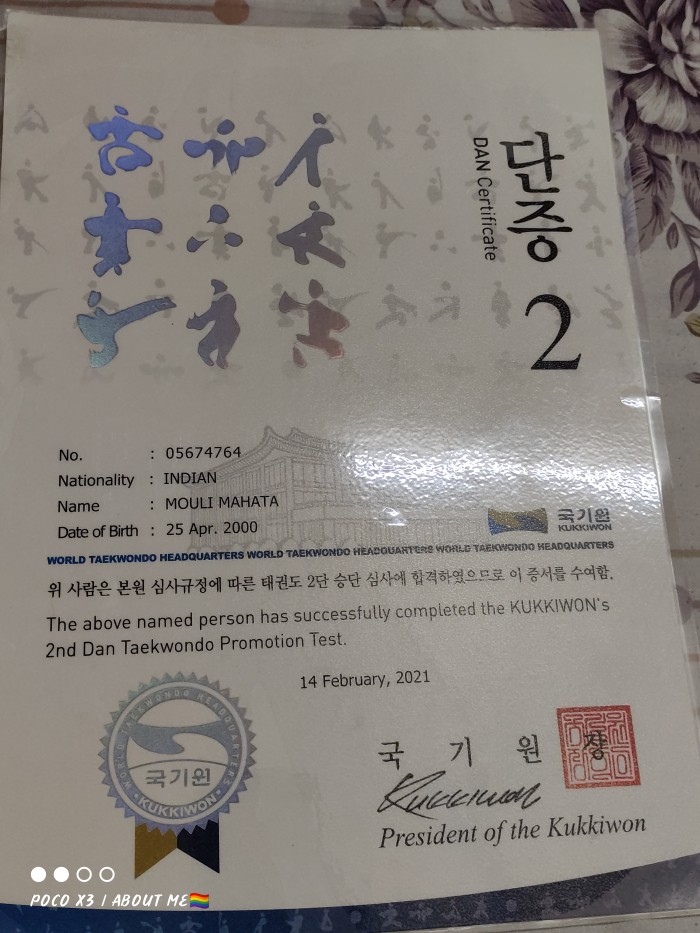 단증
DAN Certificate
2
No. : 05674764
Nationality : INDIAN
Name : MOULI MAHATA
Date of Birth : 25 Apr. 2000
국기원
KUKKIWON
WORLD TAEKWONDO HEADQUARTERS WORLD TAEKWONDO HEADQUARTERS WORLD TAEKWONDO HEADQUARTERS
위 사람은 본원 심사규정에 따른 태권도 2단 승단 심사에 합격하였으므로 이 증서를 수여함.
The above named person has successfully completed the KUKKIWON's
2nd Dan Taekwondo Promotion Test.
14 February, 2021
WORLD TAEKWONDO HEADQUARTERS
국기원
KUKKIWON
국 기 원 장
Kukkiwon
President of the Kukkiwon
POCO X3 | ABOUT ME🏳️‍🌈